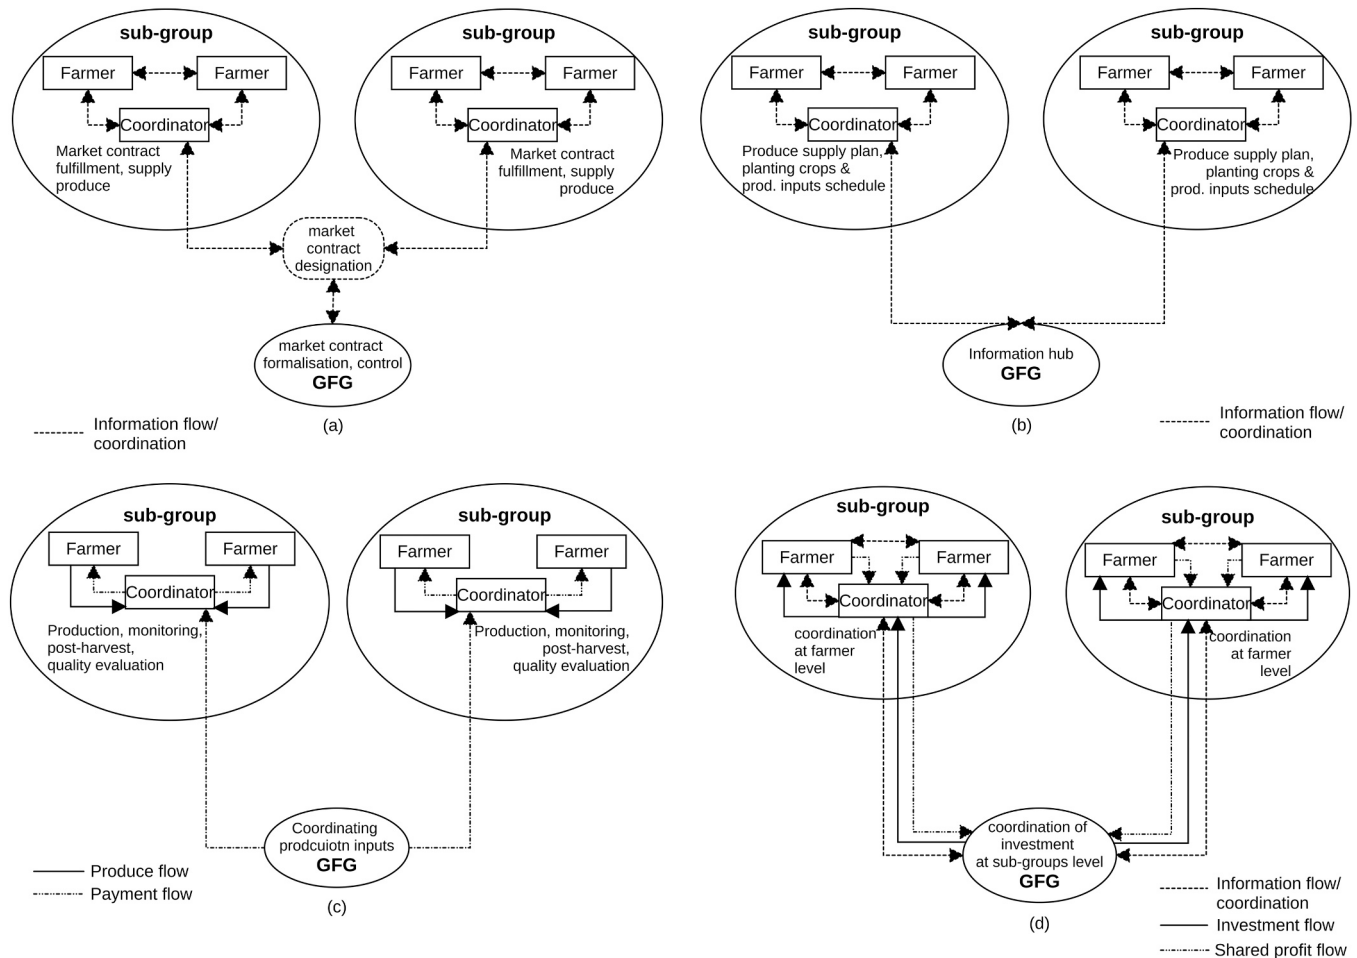 sub-group
Farmer
Farmer
Coordinator
Market contract
fulfillment, supply
produce
sub-group
Farmer
Farmer
Coordinator
Market contract
fulfillment, supply
produce
market
contract
designation
market contract
formalisation, control
GFG
Information flow/
coordination
(a)
sub-group
Farmer
Farmer
Coordinator
Produce supply plan,
planting crops &
prod. inputs schedule
sub-group
Farmer
Farmer
Coordinator
Produce supply plan,
planting crops &
prod. inputs schedule
Information hub
GFG
(b)
Information flow/
coordination
sub-group
Farmer
Farmer
Coordinator
Production, monitoring,
post-harvest,
quality evaluation
sub-group
Farmer
Farmer
Coordinator
Production, monitoring,
post-harvest,
quality evaluation
Coordinating
prodcuiotn inputs
GFG
Produce flow
Payment flow
(c)
sub-group
Farmer
Farmer
Coordinator
coordination
at farmer
level
sub-group
Farmer
Farmer
Coordinator
coordination
at farmer
level
coordination of
investment
at sub-groups level
GFG
(d)
Information flow/
coordination
Investment flow
Shared profit flow